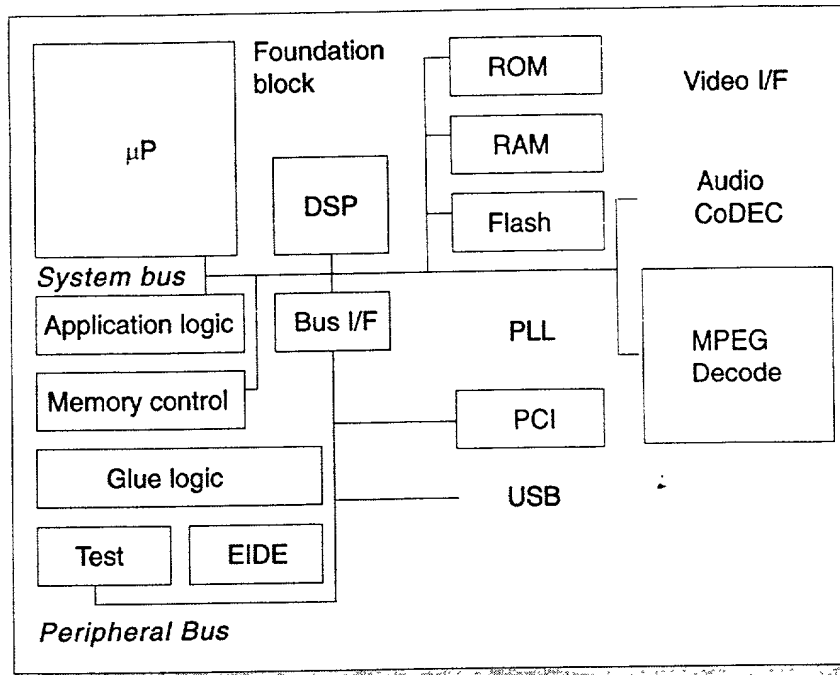 μP
Foundation
block
ROM
Video I/F
RAM
DSP
Audio
CoDEC
Flash
System bus
Application logic
Bus I/F
PLL
MPEG
Decode
Memory control
PCI
Glue logic
USB
Test
EIDE
Peripheral Bus